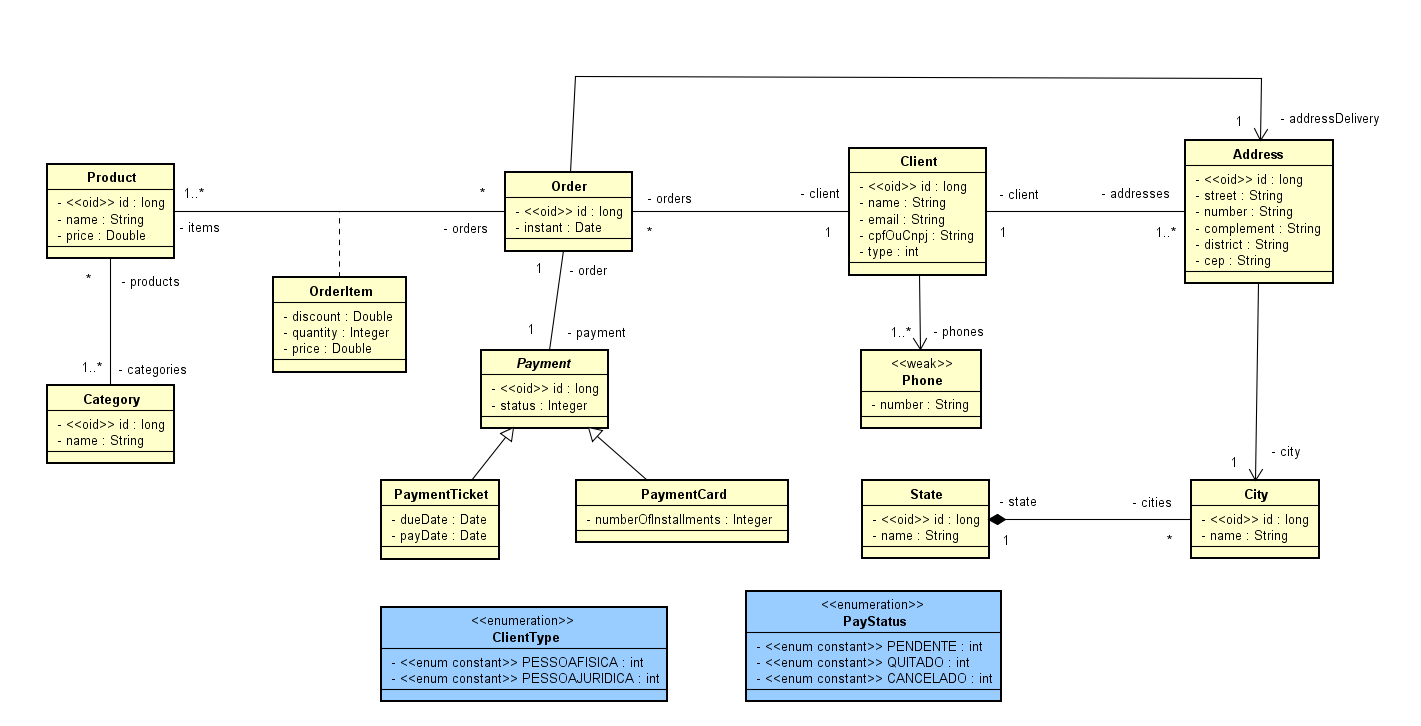 1
- addressDelivery
Product
- <<oid>> id : long
- name : String
- price : Double
1..*
- items
*
- orders
Order
- <<oid>> id : long
- instant : Date
- orders
*
- client
1
Client
- <<oid>> id : long
- name : String
- email : String
- cpfOuCnpj : String
- type : int
- client
1
- addresses
1..*
Address
- <<oid>> id : long
- street : String
- number : String
- complement : String
- district : String
- cep : String
*
- products
OrderItem
- discount : Double
- quantity : Integer
- price : Double
1
- order
1
- payment
1..*
- phones
1..*
- categories
Category
- <<oid>> id : long
- name : String
Payment
- <<oid>> id : long
- status : Integer
<<weak>>
Phone
- number : String
1
- city
PaymentTicket
- dueDate : Date
- payDate : Date
PaymentCard
- numberOfInstallments : Integer
State
- <<oid>> id : long
- name : String
- state
1
- cities
*
City
- <<oid>> id : long
- name : String
<<enumeration>>
ClientType
- <<enum constant>> PESSOAFISICA : int
- <<enum constant>> PESSOAJURIDICA : int
<<enumeration>>
PayStatus
- <<enum constant>> PENDENTE : int
- <<enum constant>> QUITADO : int
- <<enum constant>> CANCELADO : int